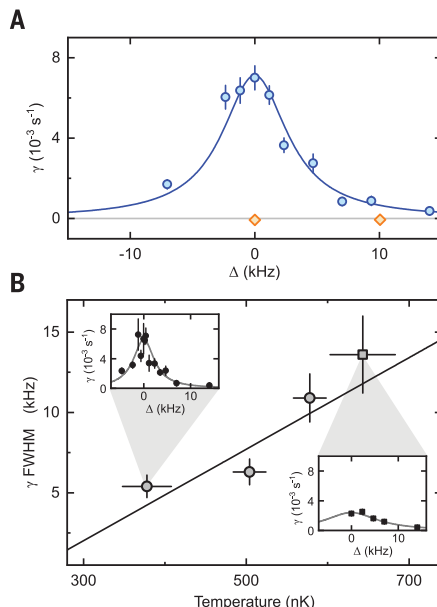 A
γ (10⁻³ s⁻¹)
8
4
0
-10
0
10
Δ (kHz)
B
γ FWHM (kHz)
15
10
5
300
500
700
Temperature (nK)
γ (10⁻³ s⁻¹)
8
4
0
0
10
Δ (kHz)
γ (10⁻³ s⁻¹)
8
4
0
0
10
Δ (kHz)